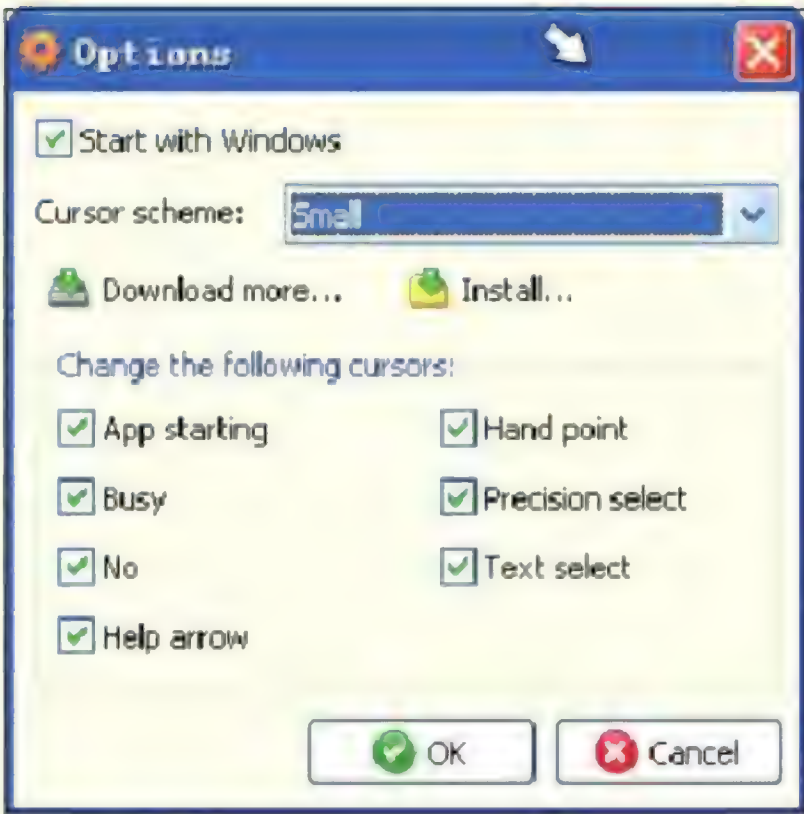 Options
Start with Windows
Cursor scheme: Small
Download more... Install...
Change the following cursors:
App starting Hand point
Busy Precision select
No Text select
Help arrow
OK Cancel